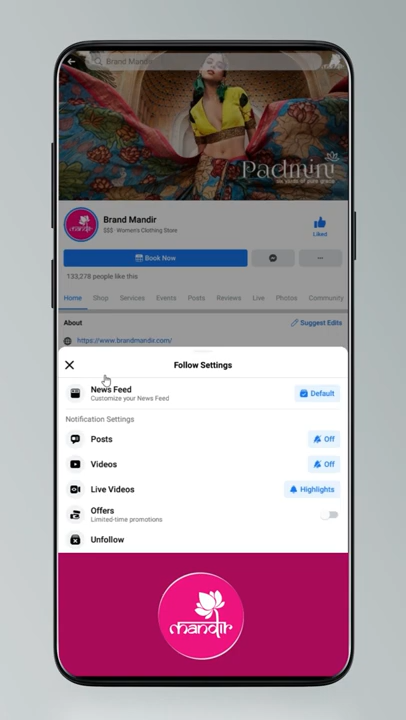 Brand Mandir
Padmini
Brand Mandir
$$$ Women's Clothing Store
Liked
Book Now
133,278 people like this
Home Shop Services Events Posts Reviews Live Photos Community
About
Suggest Edits
https://www.brandmandir.com/
Follow Settings
News Feed
Customize your News Feed
Default
Notification Settings
Posts
Off
Videos
Off
Live Videos
Highlights
Offers
Limited-time promotions
Unfollow
mandir